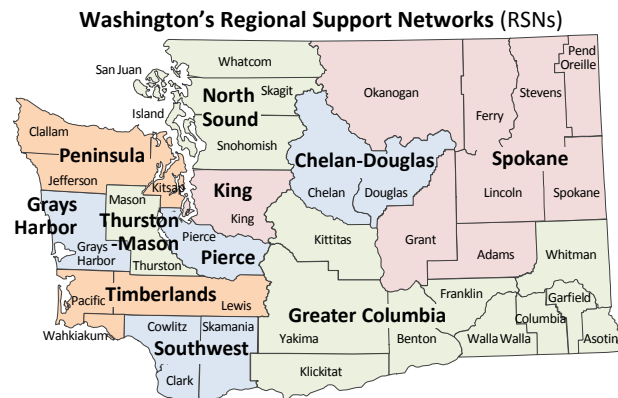 Washington's Regional Support Networks (RSNs)
Whatcom
Pend
Oreille
San Juan
Skagit
Okanogan
Stevens
Ferry
North
Sound
Island
Clallam
Snohomish
Peninsula
Chelan-Douglas
Spokane
Jefferson
Kitsap
King
Chelan
Douglas
Lincoln
Spokane
Mason
Grays
Harbor
Thurston
-Mason
King
Pierce
Kittitas
Grant
Grays
Harbor
Pierce
Adams
Whitman
Thurston
Timberlands
Pacific
Lewis
Franklin
Garfield
Greater Columbia
Columbia
Wahkiakum
Cowlitz
Skamania
Yakima
Benton
Walla Walla
Asotin
Southwest
Klickitat
Clark